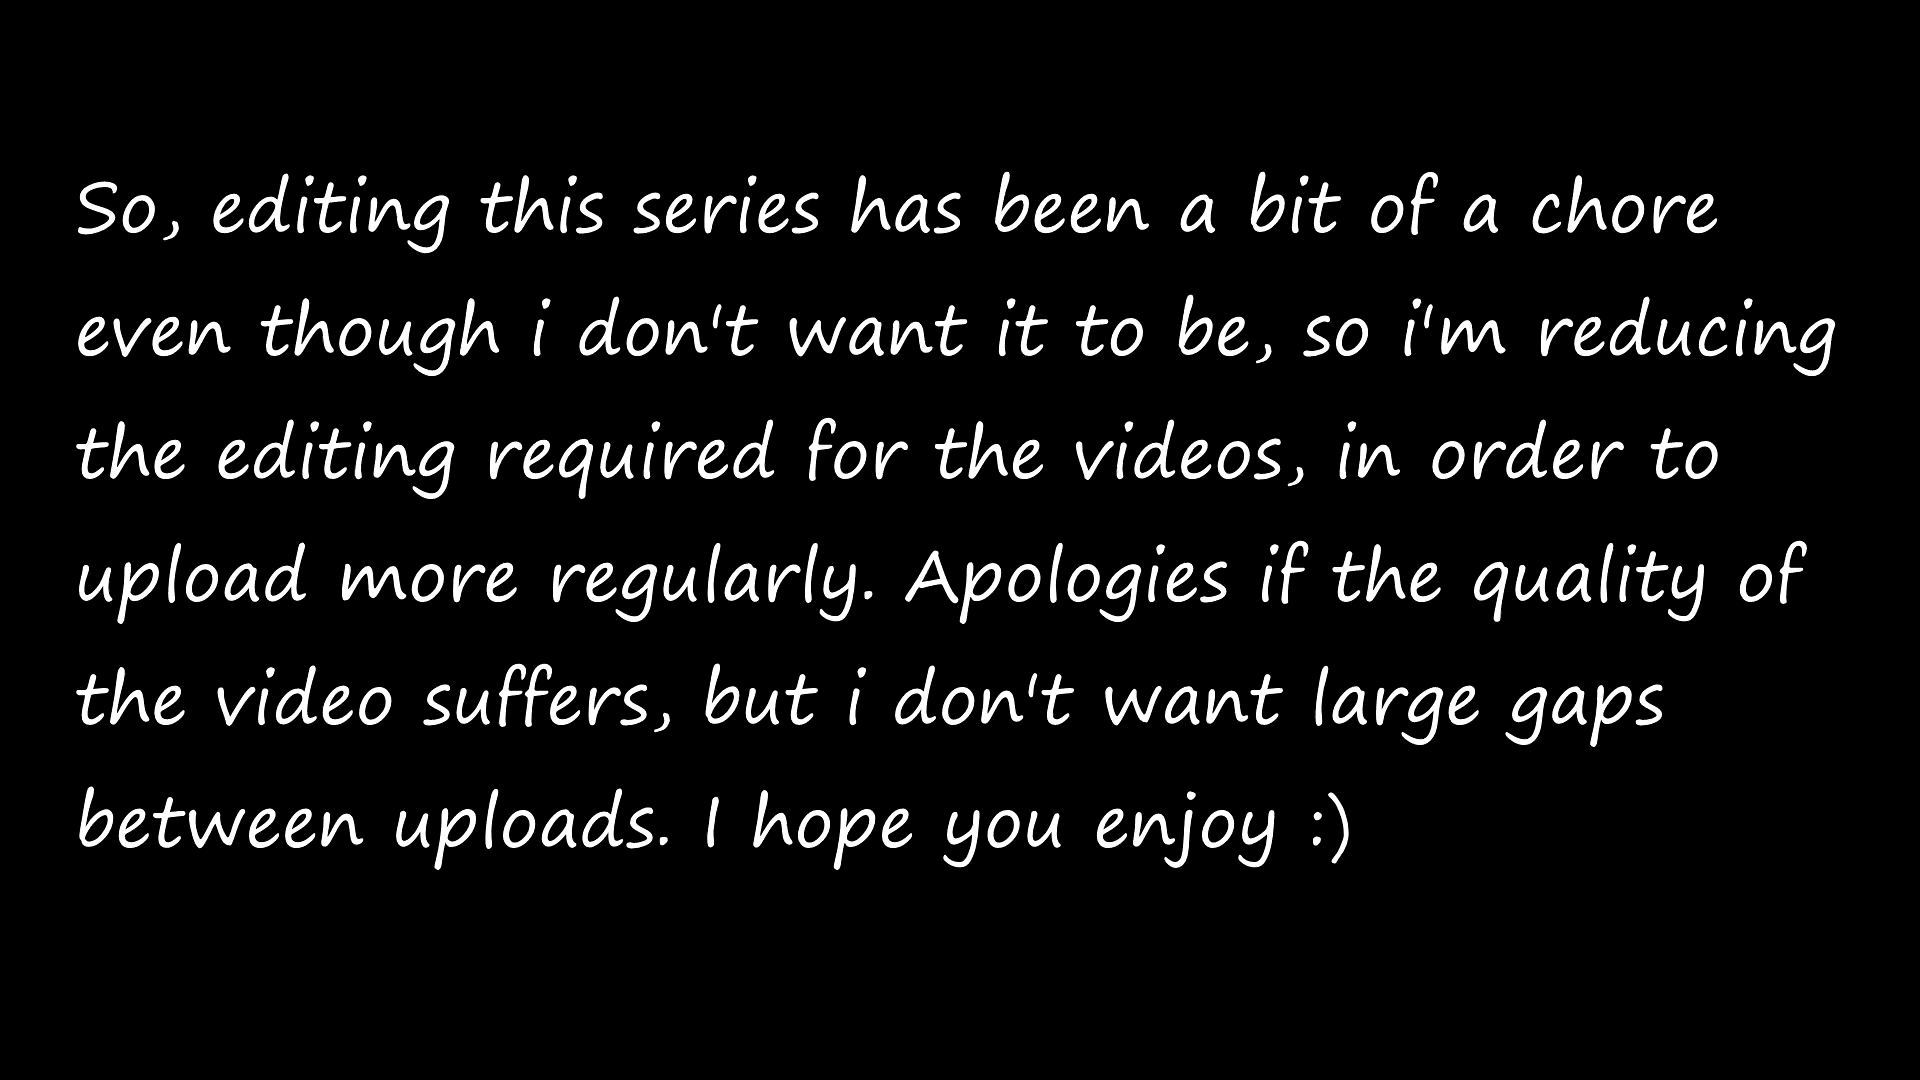 So, editing this series has been a bit of a chore
even though i don't want it to be, so i'm reducing
the editing required for the videos, in order to
upload more regularly. Apologies if the quality of
the video suffers, but i don't want large gaps
between uploads. I hope you enjoy :)